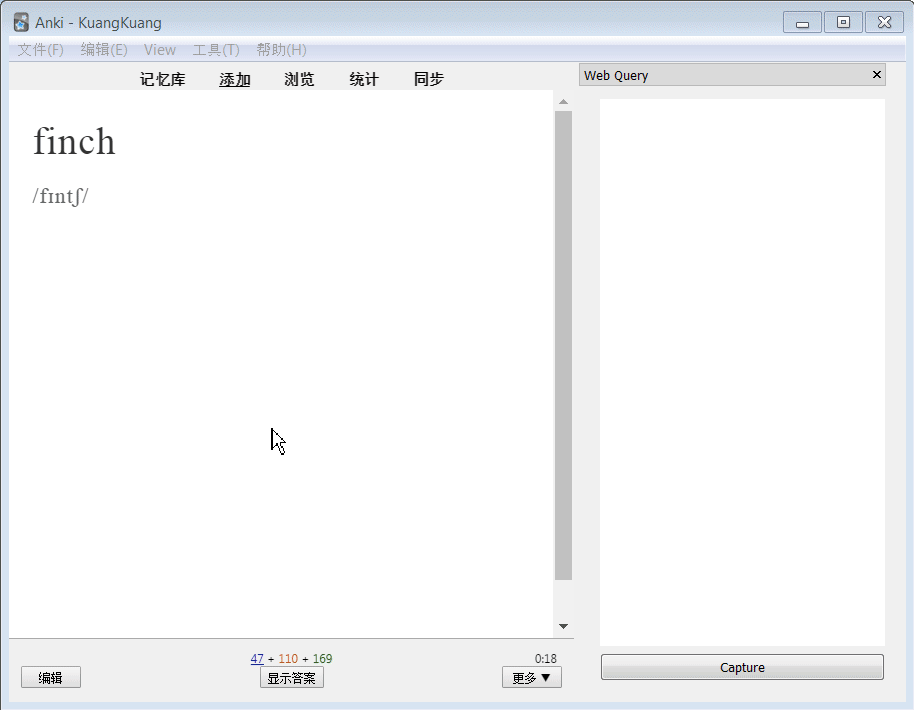 Anki - KuangKuang
文件(F) 编辑(E) View 工具(T) 帮助(H)
记忆库 添加 浏览 统计 同步
Web Query
finch
/fɪntʃ/
47 + 110 + 169
0:18
编辑
显示答案
更多 ▼
Capture